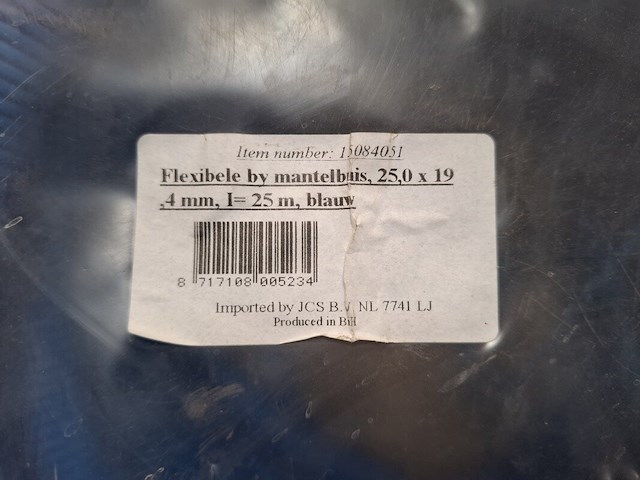 Item number: 15084051
Flexibele by mantelbuis, 25,0 x 19
,4 mm, I= 25 m, blauw
8 717108 005234
Imported by JCS B.V NL 7741 LJ
Produced in BiH